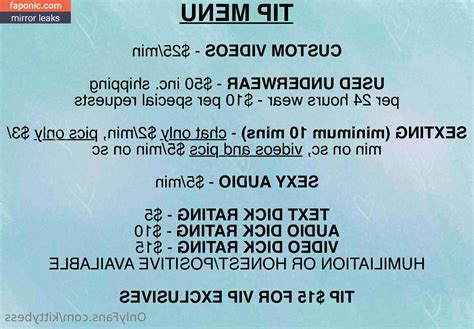 faponic.com
mirror leaks
TIP MENU
CUSTOM VIDEOS - $25/min
USED UNDERWEAR - $50 inc. shipping
per 24 hours wear - $10 per special requests
SEXTING (minimum 10 mins) - chat only $2/min, pics only $3/
min on sc, videos and pics $5/min on sc
SEXY AUDIO - $5/min
TEXT DICK RATING - $5
AUDIO DICK RATING - $10
VIDEO DICK RATING - $15
HUMILIATION OR HONEST/POSITIVE AVAILABLE
TIP $15 FOR VIP EXCLUSIVES
OnlyFans.com/kittybess